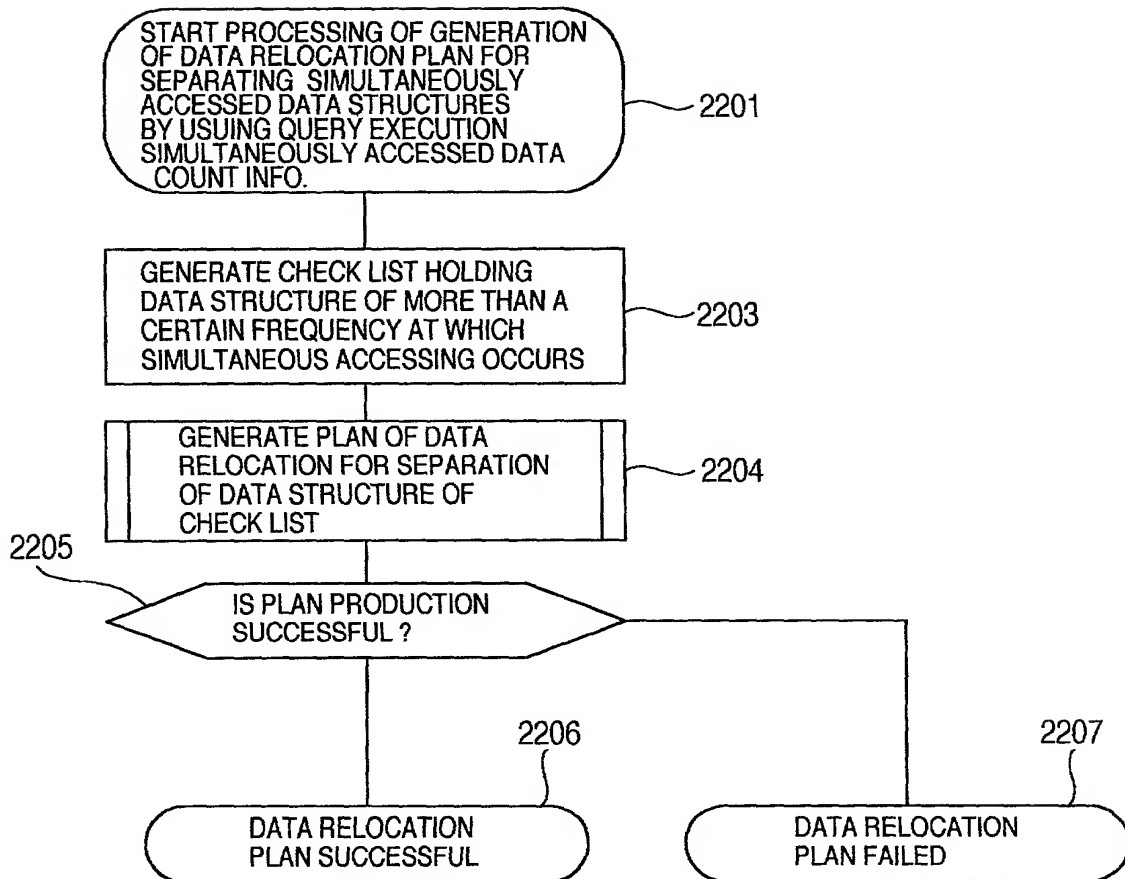 START PROCESSING OF GENERATION
OF DATA RELOCATION PLAN FOR
SEPARATING SIMULTANEOUSLY
ACCESSED DATA STRUCTURES
BY USUING QUERY EXECUTION
SIMULTANEOUSLY ACCESSED DATA
COUNT INFO.
2201
GENERATE CHECK LIST HOLDING
DATA STRUCTURE OF MORE THAN A
CERTAIN FREQUENCY AT WHICH
SIMULTANEOUS ACCESSING OCCURS
2203
GENERATE PLAN OF DATA
RELOCATION FOR SEPARATION
OF DATA STRUCTURE OF
CHECK LIST
2204
2205
IS PLAN PRODUCTION
SUCCESSFUL ?
2206
DATA RELOCATION
PLAN SUCCESSFUL
2207
DATA RELOCATION
PLAN FAILED